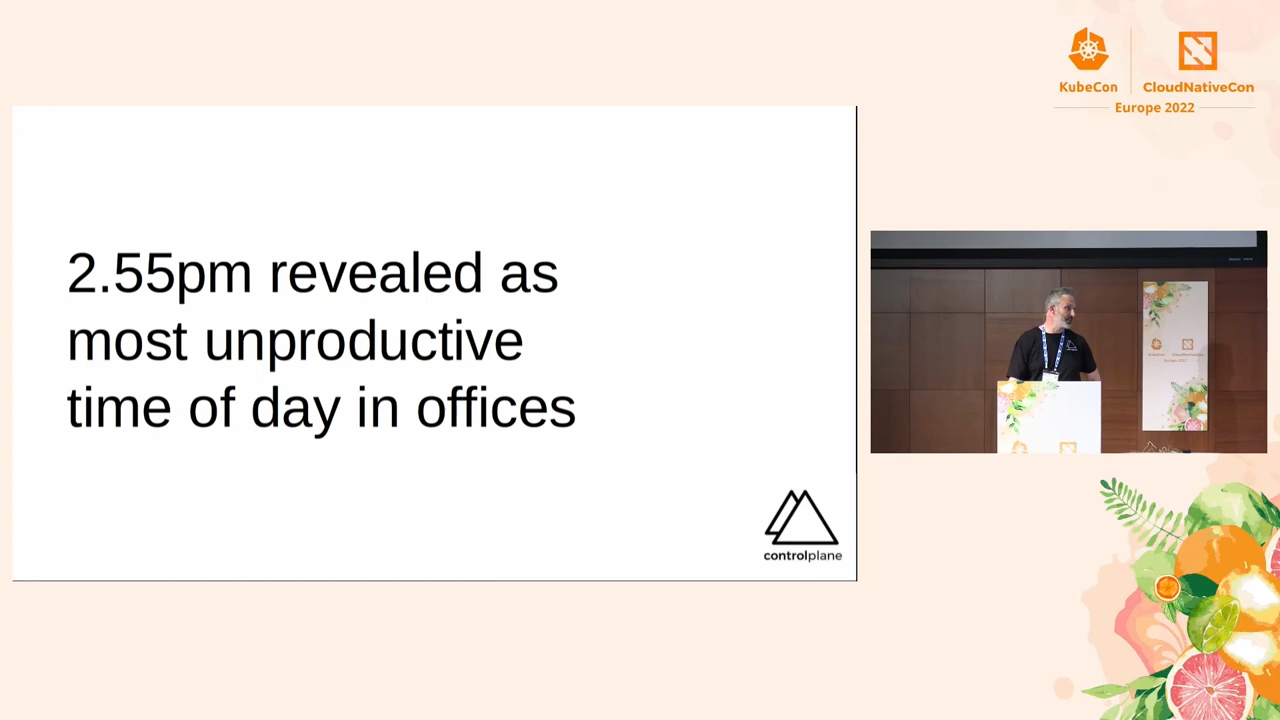 KubeCon
CloudNativeCon
Europe 2022
2.55pm revealed as
most unproductive
time of day in offices
controlplane